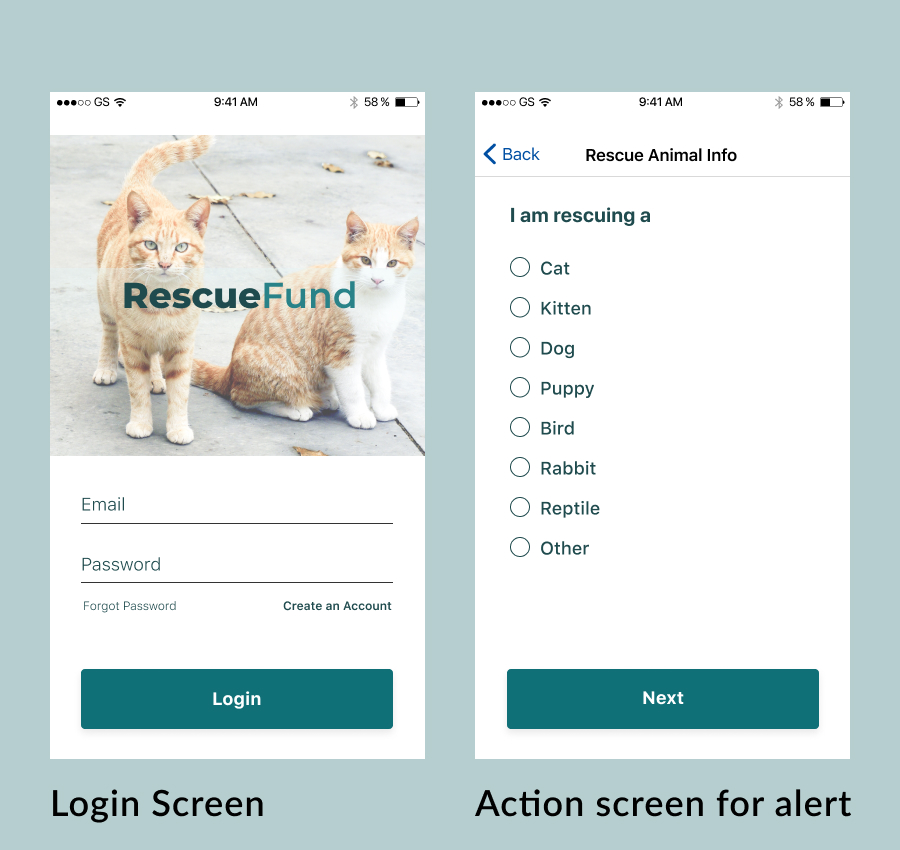 GS 9:41 AM 58 %
RescueFund
Email
Password
Forgot Password Create an Account
Login
Login Screen
GS 9:41 AM 58 %
Back Rescue Animal Info
I am rescuing a
Cat
Kitten
Dog
Puppy
Bird
Rabbit
Reptile
Other
Next
Action screen for alert